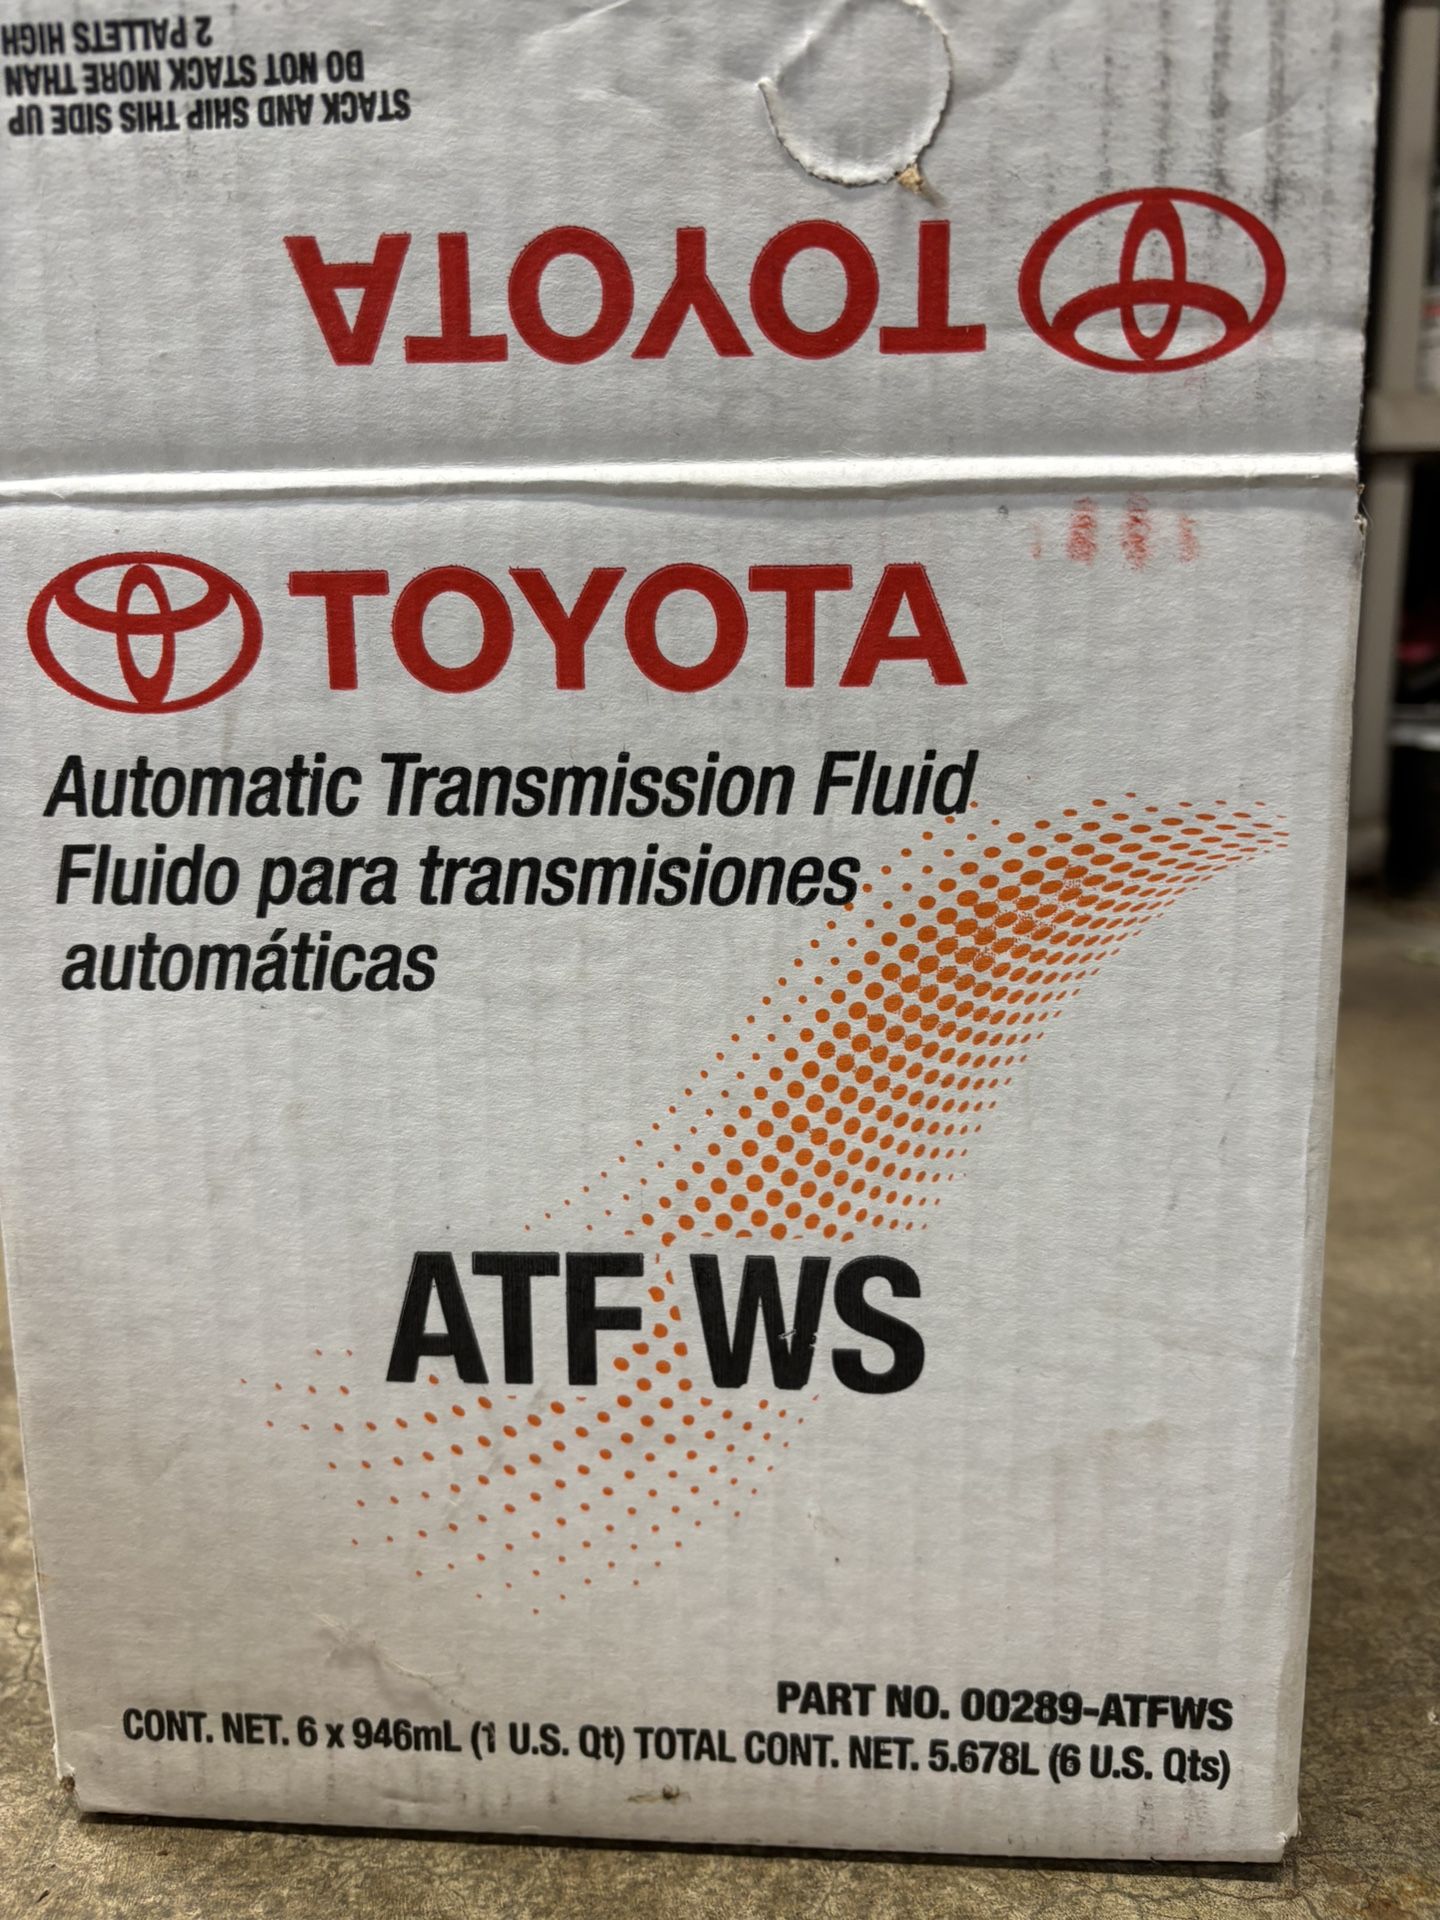 STACK AND SHIP THIS SIDE UP
DO NOT STACK MORE THAN
2 PALLETS HIGH
TOYOTA
TOYOTA
Automatic Transmission Fluid
Fluido para transmisiones
automáticas
ATF WS
PART NO. 00289-ATFWS
CONT. NET. 6 x 946mL (1 U.S. Qt) TOTAL CONT. NET. 5.678L (6 U.S. Qts)